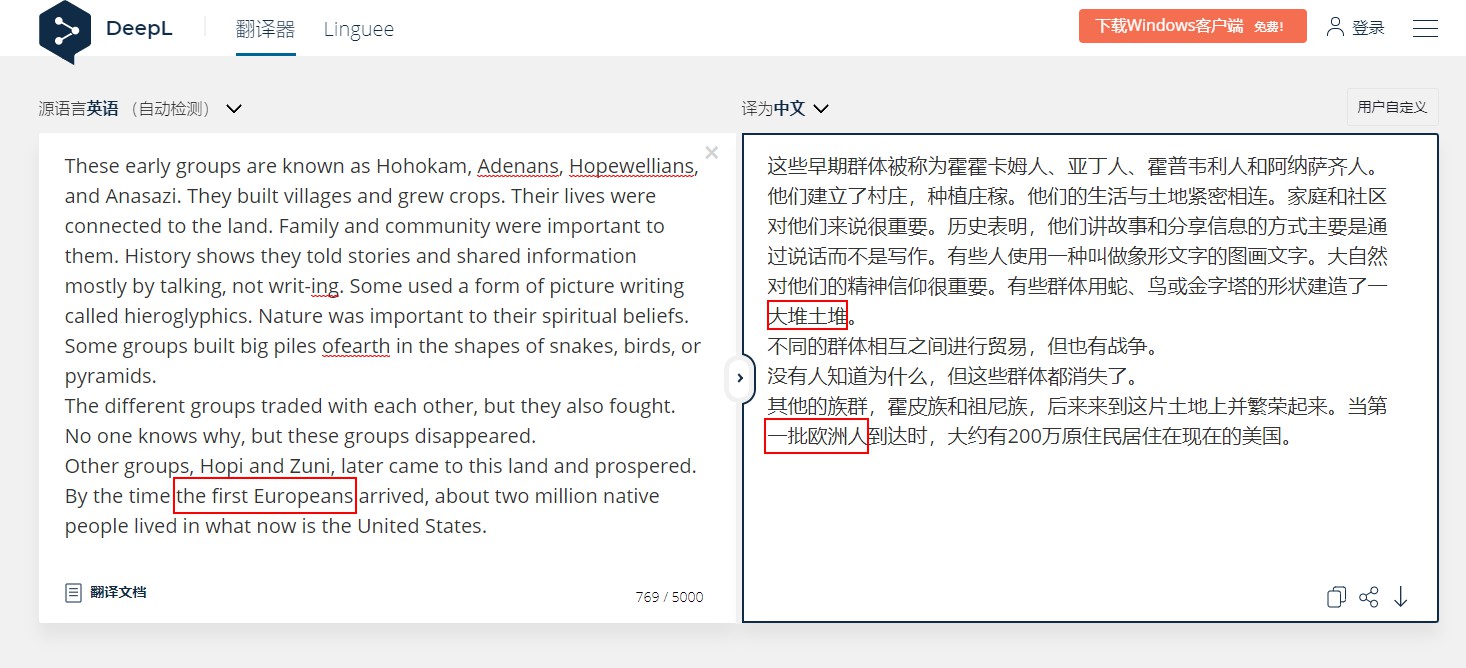 DeepL
翻译器
Linguee
下载Windows客户端 免费!
登录
源语言英语 （自动检测）
译为中文
用户自定义
These early groups are known as Hohokam, Adenans, Hopewellians,
and Anasazi. They built villages and grew crops. Their lives were
connected to the land. Family and community were important to
them. History shows they told stories and shared information
mostly by talking, not writ-ing. Some used a form of picture writing
called hieroglyphics. Nature was important to their spiritual beliefs.
Some groups built big piles ofearth in the shapes of snakes, birds, or
pyramids.
The different groups traded with each other, but they also fought.
No one knows why, but these groups disappeared.
Other groups, Hopi and Zuni, later came to this land and prospered.
By the time the first Europeans arrived, about two million native
people lived in what now is the United States.
翻译文档
769 / 5000
这些早期群体被称为霍霍卡姆人、亚丁人、霍普韦利人和阿纳萨齐人。
他们建立了村庄，种植庄稼。他们的生活与土地紧密相连。家庭和社区
对他们来说很重要。历史表明，他们讲故事和分享信息的方式主要是通
过说话而不是写作。有些人使用一种叫做象形文字的图画文字。大自然
对他们的精神信仰很重要。有些群体用蛇、鸟或金字塔的形状建造了一
大堆土堆。
不同的群体相互之间进行贸易，但也有战争。
没有人知道为什么，但这些群体都消失了。
其他的族群，霍皮族和祖尼族，后来来到这片土地上并繁荣起来。当第
一批欧洲人到达时，大约有200万原住民居住在现在的美国。